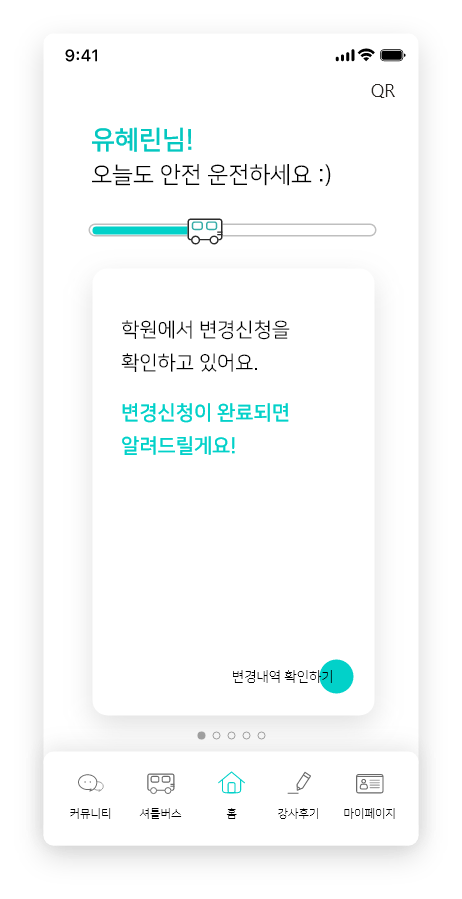 9:41
QR
유혜린님!
오늘도 안전 운전하세요 :)
학원에서 변경신청을
확인하고 있어요.
변경신청이 완료되면
알려드릴게요!
변경내역 확인하기
커뮤니티
셔틀버스
홈
강사후기
마이페이지